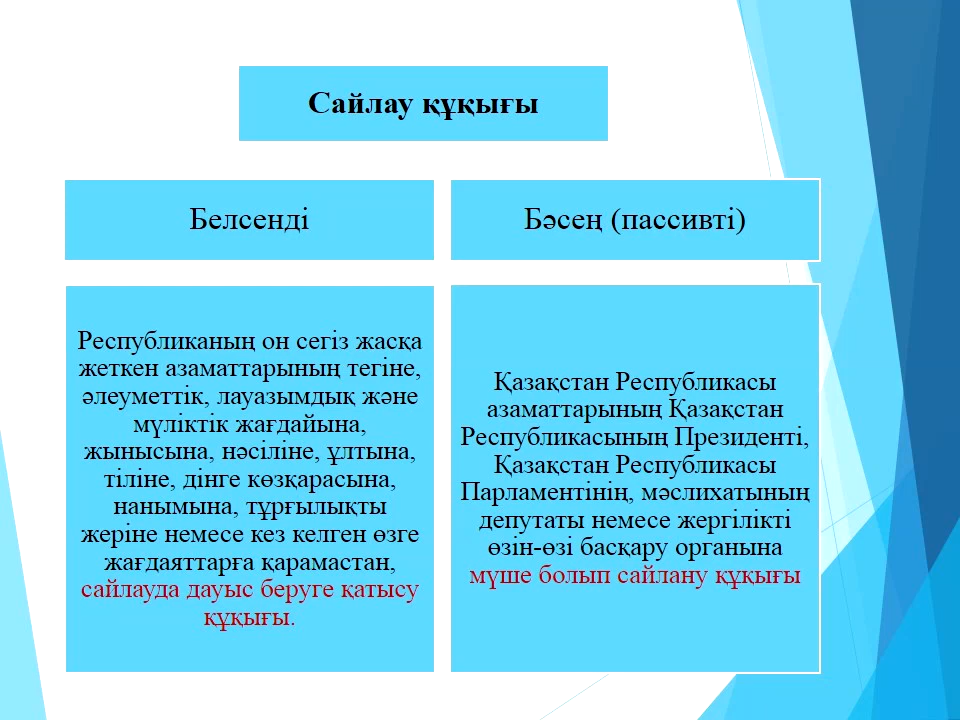 Сайлау құқығы
Белсенді
Бәсең (пассивті)
Республиканың он сегіз жасқа
жеткен азаматтарының тегіне,
әлеуметтік, лауазымдық және
мүліктік жағдайына,
жынысына, нәсіліне, ұлтына,
тіліне, дінге көзқарасына,
нанымына, тұрғылықты
жеріне немесе кез келген өзге
жағдаяттарға қарамастан,
сайлауда дауыс беруге қатысу
құқығы.
Қазақстан Республикасы
азаматтарының Қазақстан
Республикасының Президенті,
Қазақстан Республикасы
Парламентінің, мәслихатының
депутаты немесе жергілікті
өзін-өзі басқару органына
мүше болып сайлану құқығы